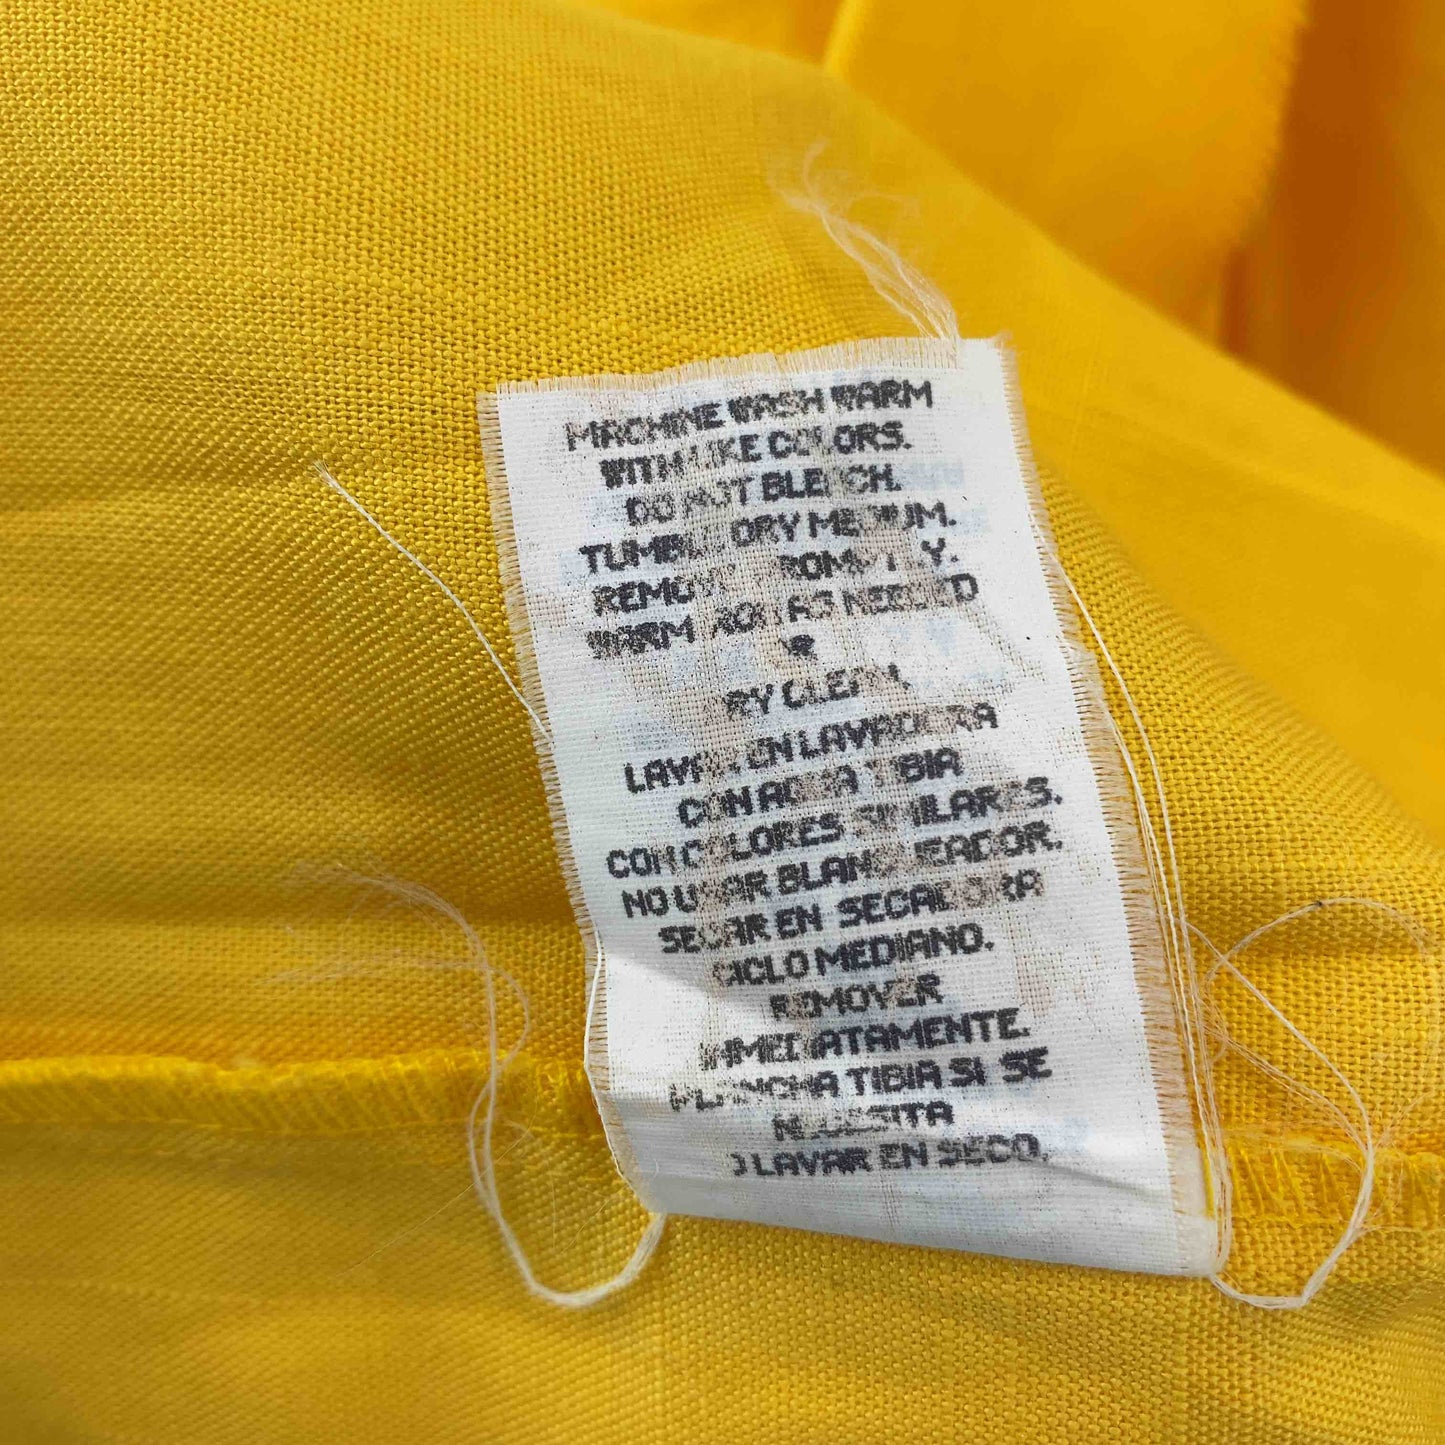 MACHINE WASH WARM
WITH LIKE COLORS.
DO NOT BLEACH.
TUMBLE DRY MEDIUM.
REMOVE PROMPTLY.
WARM IRON AS NEEDED
OR
DRY CLEAN.
LAVAR EN LAVADORA
CON AGUA TIBIA
CON COLORES SIMILARES.
NO USAR BLANQUEADOR.
SECAR EN SECADORA
CICLO MEDIANO.
REMOVER
INMEDIATAMENTE.
PLANCHA TIBIA SI SE
NECESITA
O LAVAR EN SECO.